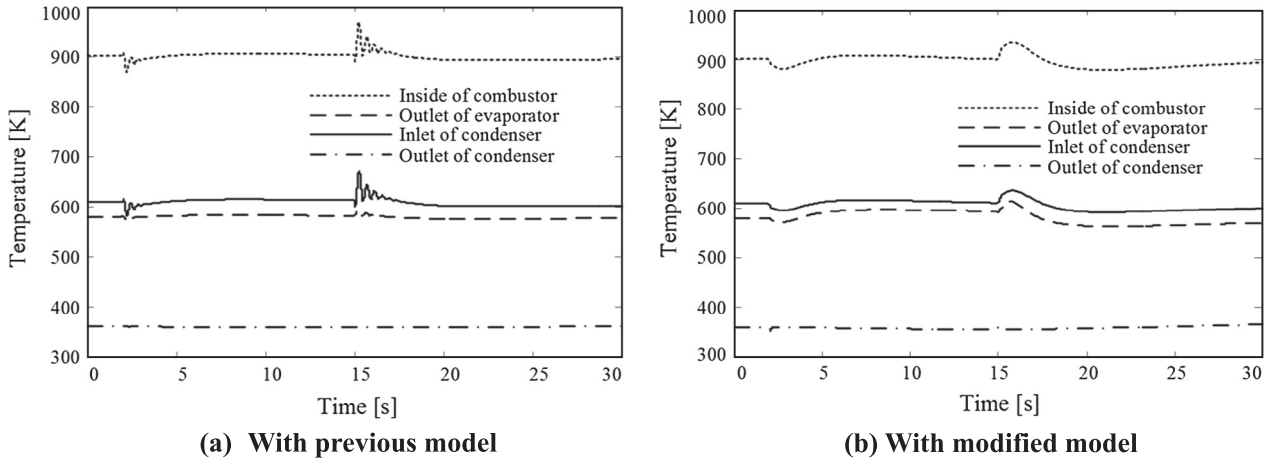 1000
900
800
700
600
500
400
300
Temperature [K]
Inside of combustor
Outlet of evaporator
Inlet of condenser
Outlet of condenser
0 5 10 15 20 25 30
Time [s]
(a) With previous model
1000
900
800
700
600
500
400
300
Temperature [K]
Inside of combustor
Outlet of evaporator
Inlet of condenser
Outlet of condenser
0 5 10 15 20 25 30
Time [s]
(b) With modified model